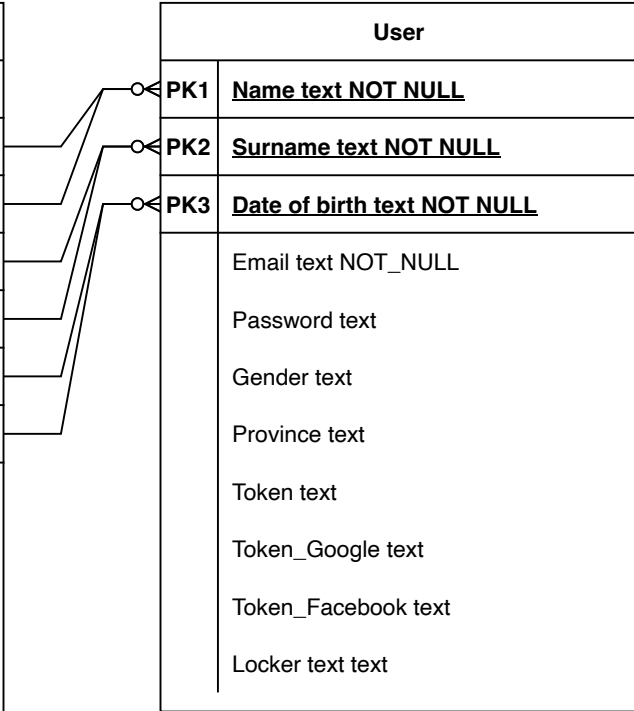 User
PK1 Name text NOT NULL
PK2 Surname text NOT NULL
PK3 Date of birth text NOT NULL
Email text NOT_NULL
Password text
Gender text
Province text
Token text
Token_Google text
Token_Facebook text
Locker text text